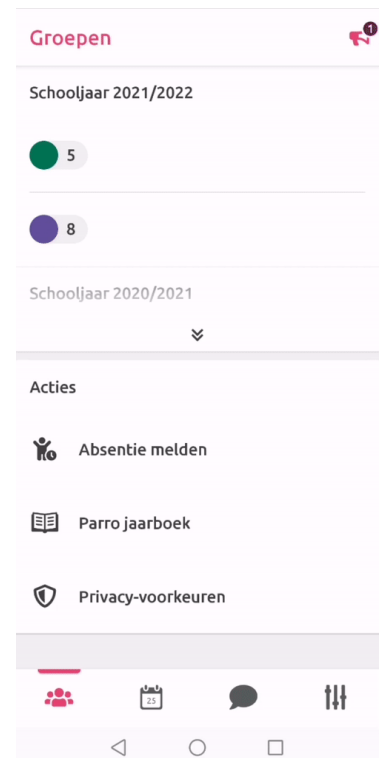 Groepen
1
Schooljaar 2021/2022
5
8
Schooljaar 2020/2021
Acties
Absentie melden
Parro jaarboek
Privacy-voorkeuren
25